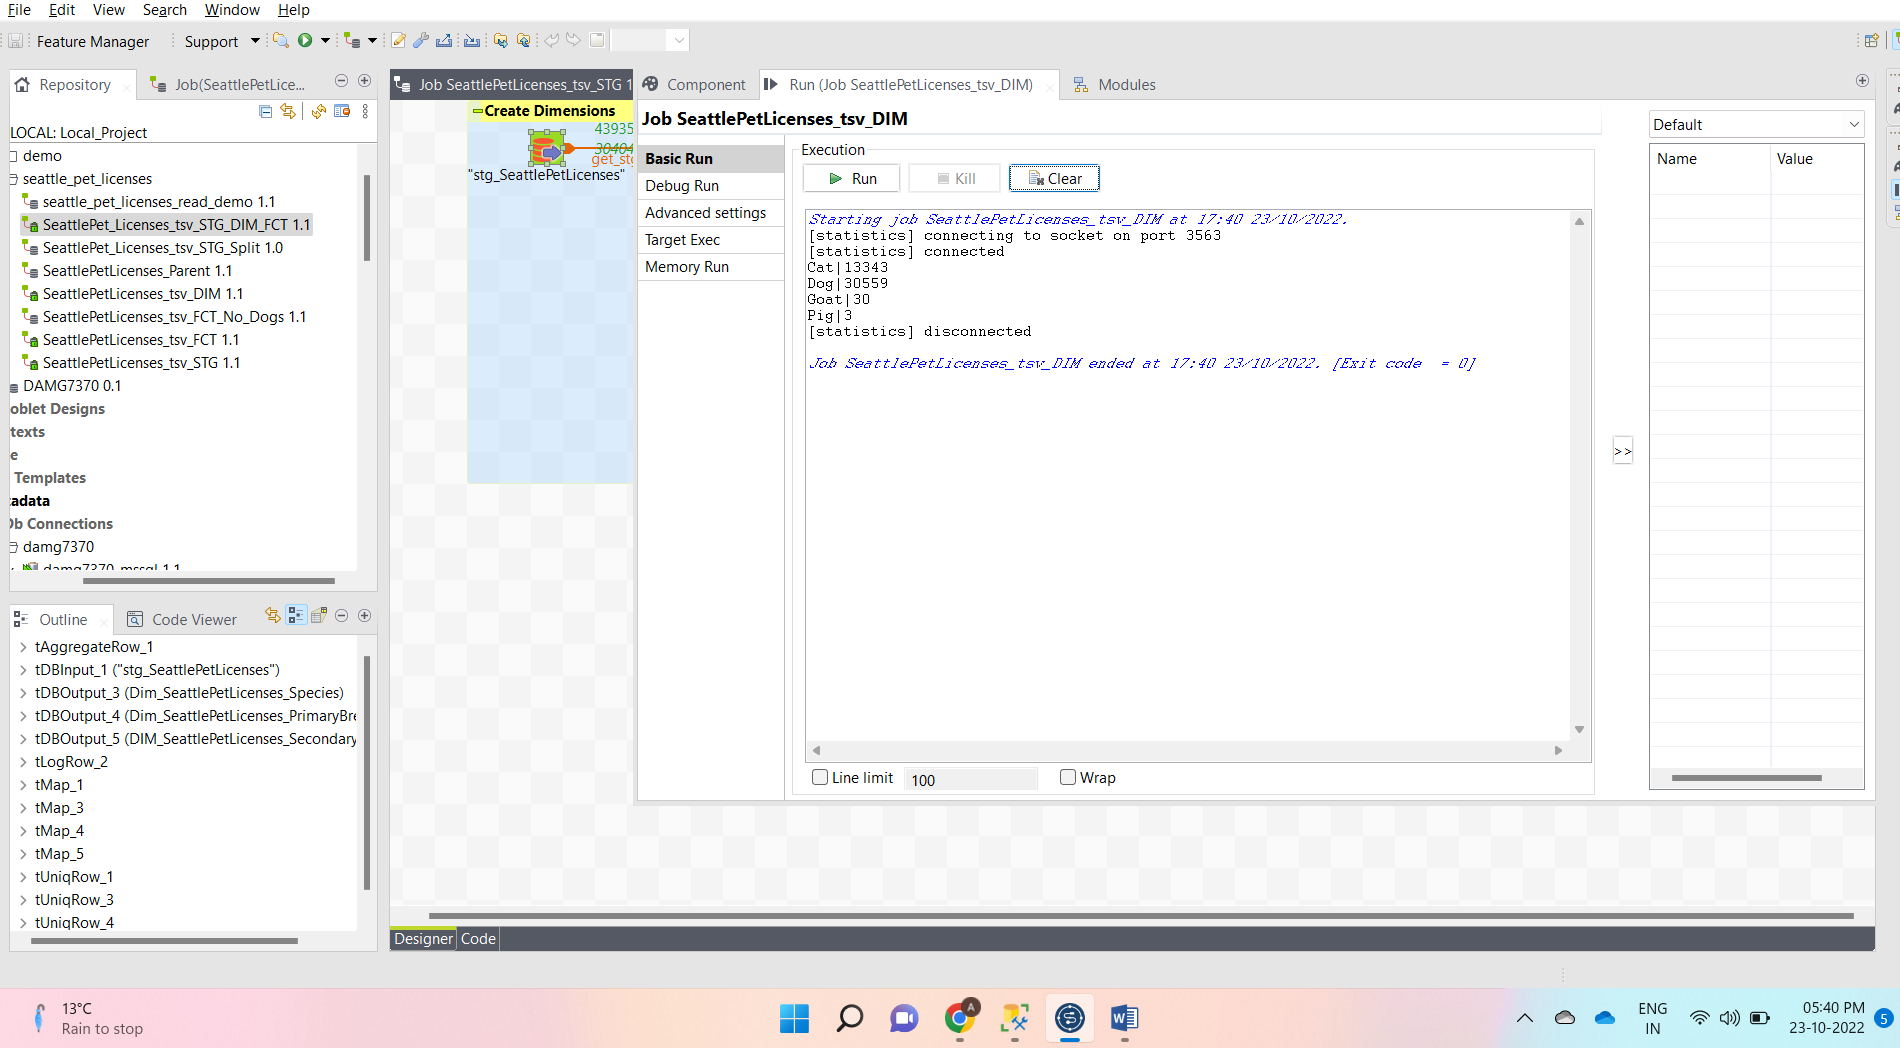 File Edit View Search Window Help
Feature Manager Support
Repository Job(SeattlePetLice...
LOCAL: Local_Project
demo
seattle_pet_licenses
seattle_pet_licenses_read_demo 1.1
SeattlePet_Licenses_tsv_STG_DIM_FCT 1.1
SeattlePet_Licenses_tsv_STG_Split 1.0
SeattlePetLicenses_Parent 1.1
SeattlePetLicenses_tsv_DIM 1.1
SeattlePetLicenses_tsv_FCT_No_Dogs 1.1
SeattlePetLicenses_tsv_FCT 1.1
SeattlePetLicenses_tsv_STG 1.1
DAMG7370 0.1
oblet Designs
texts
e
Templates
adata
Db Connections
damg7370
damg7370_mssql 1.1
Outline Code Viewer
tAggregateRow_1
tDBInput_1 ("stg_SeattlePetLicenses")
tDBOutput_3 (Dim_SeattlePetLicenses_Species)
tDBOutput_4 (Dim_SeattlePetLicenses_PrimaryBre
tDBOutput_5 (DIM_SeattlePetLicenses_Secondary
tLogRow_2
tMap_1
tMap_3
tMap_4
tMap_5
tUniqRow_1
tUniqRow_3
tUniqRow_4
Job SeattlePetLicenses_tsv_STG 1
Create Dimensions
43935
30404
get_stg
"stg_SeattlePetLicenses"
Designer Code
Component Run (Job SeattlePetLicenses_tsv_DIM) Modules
Job SeattlePetLicenses_tsv_DIM
Basic Run
Debug Run
Advanced settings
Target Exec
Memory Run
Execution
Run Kill Clear
Starting job SeattlePetLicenses_tsv_DIM at 17:40 23/10/2022.
[statistics] connecting to socket on port 3563
[statistics] connected
Cat|13343
Dog|30559
Goat|30
Pig|3
[statistics] disconnected
Job SeattlePetLicenses_tsv_DIM ended at 17:40 23/10/2022. [Exit code  = 0]
Line limit 100 Wrap
>>
Default
Name Value
13°C
Rain to stop
A
ENG
IN
05:40 PM
23-10-2022
5